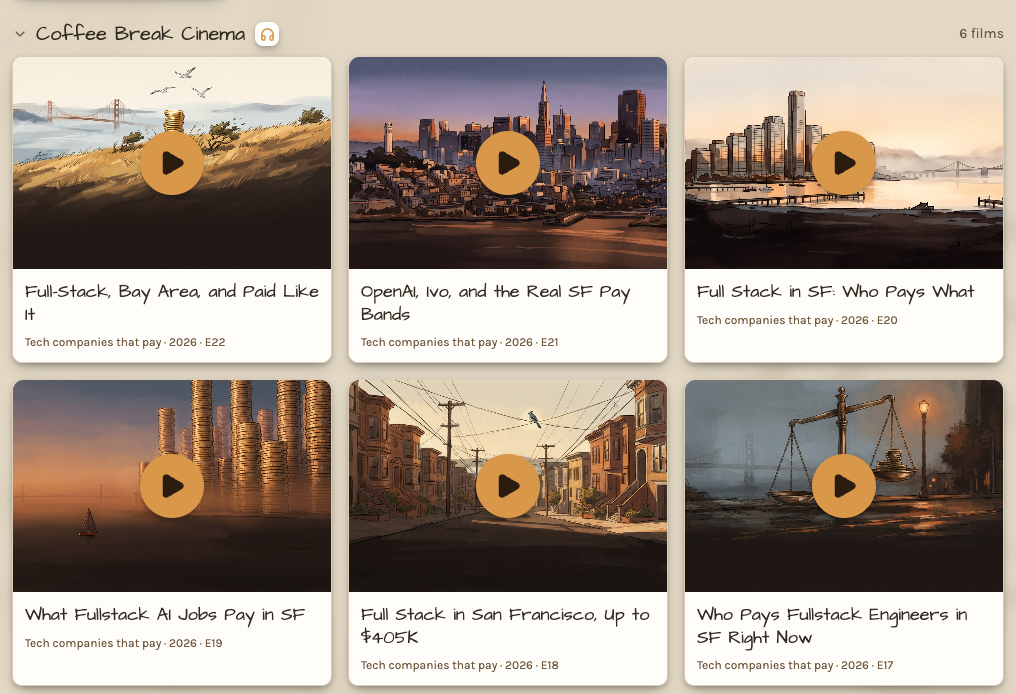 Coffee Break Cinema
6 films
Full-Stack, Bay Area, and Paid Like
It
Tech companies that pay · 2026 · E22
OpenAI, Ivo, and the Real SF Pay
Bands
Tech companies that pay · 2026 · E21
Full Stack in SF: Who Pays What
Tech companies that pay · 2026 · E20
What Fullstack AI Jobs Pay in SF
Tech companies that pay · 2026 · E19
Full Stack in San Francisco, Up to
$405K
Tech companies that pay · 2026 · E18
Who Pays Fullstack Engineers in
SF Right Now
Tech companies that pay · 2026 · E17